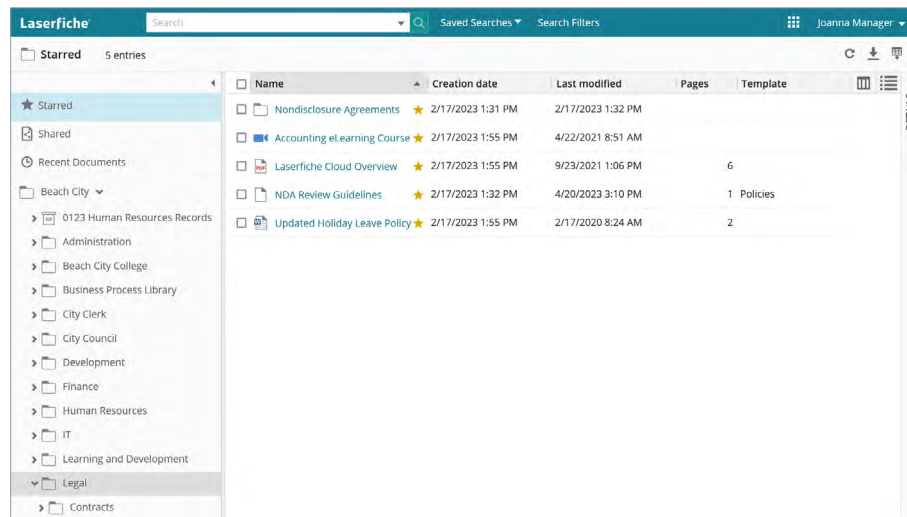 Laserfiche Search Saved Searches Search Filters Joanna Manager
Starred 5 entries
Name Creation date Last modified Pages Template
Starred
Shared
Recent Documents
Beach City
0123 Human Resources Records
Administration
Beach City College
Business Process Library
City Clerk
City Council
Development
Finance
Human Resources
IT
Learning and Development
Legal
Contracts
Nondisclosure Agreements 2/17/2023 1:31 PM 2/17/2023 1:32 PM
Accounting eLearning Course 2/17/2023 1:55 PM 4/22/2021 8:51 AM
PDF Laserfiche Cloud Overview 2/17/2023 1:55 PM 9/23/2021 1:06 PM 6
NDA Review Guidelines 2/17/2023 1:32 PM 4/20/2023 3:10 PM 1 Policies
Updated Holiday Leave Policy 2/17/2023 1:55 PM 2/17/2020 8:24 AM 2